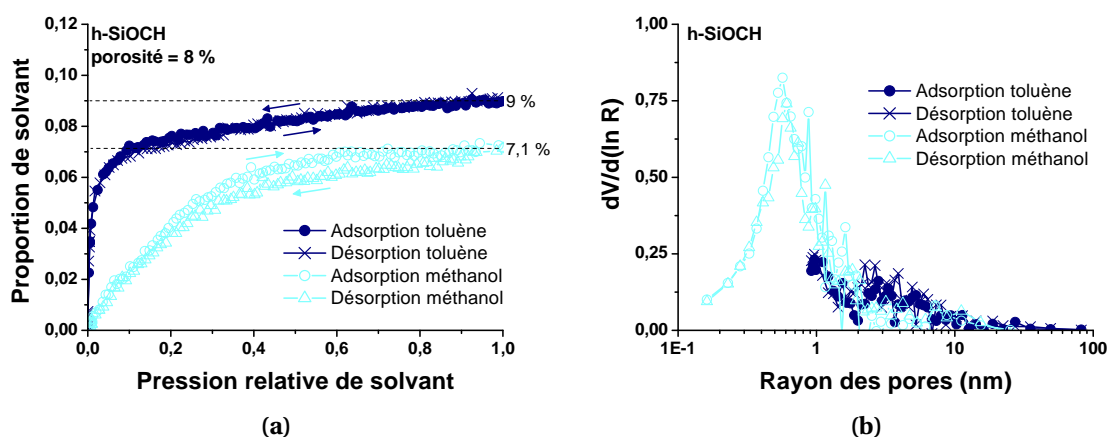 h-SiOCH
porosité = 8 %
Proportion de solvant
0,12
0,10
0,08
0,06
0,04
0,02
0,00
9 %
7,1 %
Adsorption toluène
Désorption toluène
Adsorption méthanol
Désorption méthanol
0,0 0,2 0,4 0,6 0,8 1,0
Pression relative de solvant
(a)
h-SiOCH
dV/d(ln R)
1,00
0,75
0,50
0,25
0,00
Adsorption toluène
Désorption toluène
Adsorption méthanol
Désorption méthanol
1E-1 1 10 100
Rayon des pores (nm)
(b)